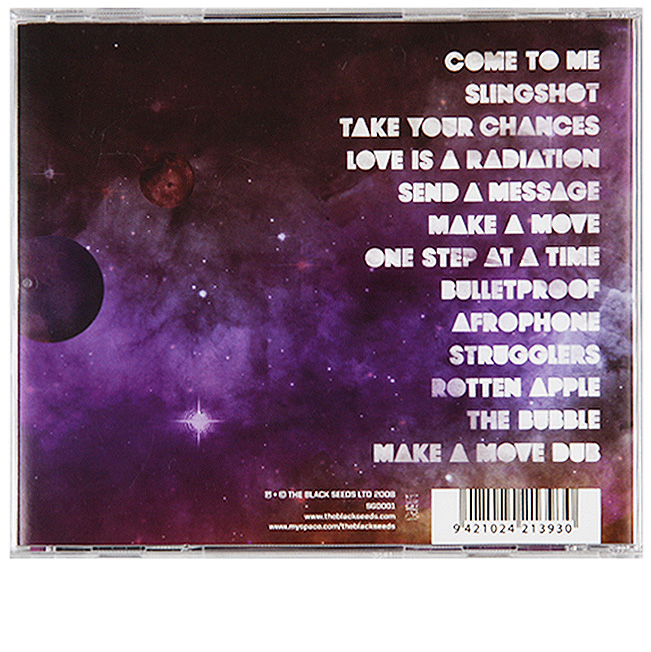 COME TO ME
SLINGSHOT
TAKE YOUR CHANCES
LOVE IS A RADIATION
SEND A MESSAGE
MAKE A MOVE
ONE STEP AT A TIME
BULLETPROOF
AFROPHONE
STRUGGLERS
ROTTEN APPLE
THE BUBBLE
MAKE A MOVE DUB
℗ + © THE BLACK SEEDS LTD 2008
SGD001
www.theblackseeds.com
www.myspace.com/theblackseeds
9 421024 213930